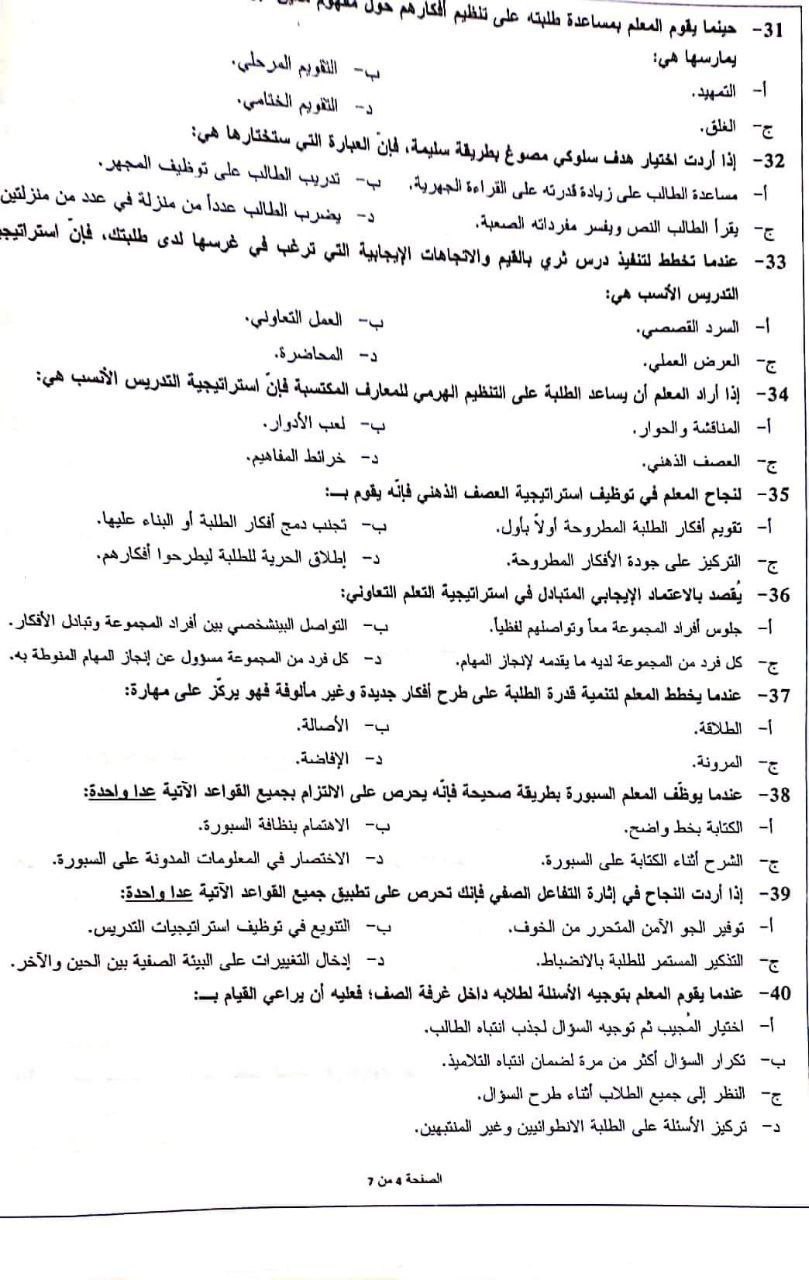 31- حينما يقوم المعلم بمساعدة طلبته على تنظيم أفكارهم حول مفهوم
يمارسها هي:
أ- التمهيد. ب- التقويم المرحلي.
ج- الغلق. د- التقويم الختامي.
32- إذا أردت اختيار هدف سلوكي مصوغ بطريقة سليمة، فإنّ العبارة التي ستختارها هي:
أ- مساعدة الطالب على زيادة قدرته على القراءة الجهرية. ب- تدريب الطالب على توظيف المجهر.
ج- يقرأ الطالب النص ويفسر مفرداته الصعبة. د- يضرب الطالب عدداً من منزلة في عدد من منزلتين
33- عندما تخطط لتنفيذ درس ثري بالقيم والاتجاهات الإيجابية التي ترغب في غرسها لدى طلبتك، فإنّ
التدريس الأنسب هي:
أ- السرد القصصي. ب- العمل التعاوني.
ج- العرض العملي. د- المحاضرة.
34- إذا أراد المعلم أن يساعد الطلبة على التنظيم الهرمي للمعارف المكتسبة فإنّ استراتيجية التدريس الأنسب هي:
أ- المناقشة والحوار. ب- لعب الأدوار.
ج- العصف الذهني. د- خرائط المفاهيم.
35- لنجاح المعلم في توظيف استراتيجية العصف الذهني فإنّه يقوم بــ:
أ- تقويم أفكار الطلبة المطروحة أولاً بأول. ب- تجنب دمج أفكار الطلبة أو البناء عليها.
ج- التركيز على جودة الأفكار المطروحة. د- إطلاق الحرية للطلبة ليطرحوا أفكارهم.
36- يُقصد بالاعتماد الإيجابي المتبادل في استراتيجية التعلم التعاوني:
أ- جلوس أفراد المجموعة معاً وتواصلهم لفظياً. ب- التواصل البينشخصي بين أفراد المجموعة وتبادل الأفكار.
ج- كل فرد من المجموعة لديه ما يقدمه لإنجاز المهام. د- كل فرد من المجموعة مسؤول عن إنجاز المهام المنوطة به.
37- عندما يخطط المعلم لتنمية قدرة الطلبة على طرح أفكار جديدة وغير مألوفة فهو يركّز على مهارة:
أ- الطلاقة. ب- الأصالة.
ج- المرونة. د- الإفاضة.
38- عندما يوظّف المعلم السبورة بطريقة صحيحة فإنّه يحرص على الالتزام بجميع القواعد الآتية عدا واحدة:
أ- الكتابة بخط واضح. ب- الاهتمام بنظافة السبورة.
ج- الشرح أثناء الكتابة على السبورة. د- الاختصار في المعلومات المدونة على السبورة.
39- إذا أردت النجاح في إثارة التفاعل الصفي فإنك تحرص على تطبيق جميع القواعد الآتية عدا واحدة:
أ- توفير الجو الآمن المتحرر من الخوف. ب- التنويع في توظيف استراتيجيات التدريس.
ج- التذكير المستمر للطلبة بالانضباط. د- إدخال التغييرات على البيئة الصفية بين الحين والآخر.
40- عندما يقوم المعلم بتوجيه الأسئلة لطلابه داخل غرفة الصف؛ فعليه أن يراعي القيام بــ:
أ- اختيار المُجيب ثم توجيه السؤال لجذب انتباه الطالب.
ب- تكرار السؤال أكثر من مرة لضمان انتباه التلاميذ.
ج- النظر إلى جميع الطلاب أثناء طرح السؤال.
د- تركيز الأسئلة على الطلبة الانطوائيين وغير المنتبهين.
الصفحة 4 من 7